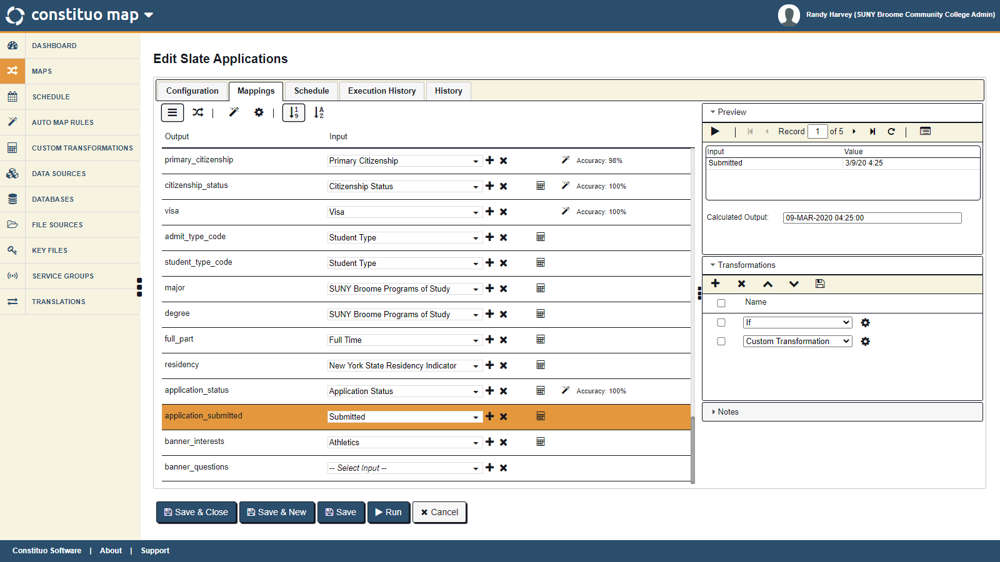 constituo map
Randy Harvey (SUNY Broome Community College Admin)
DASHBOARD
MAPS
SCHEDULE
AUTO MAP RULES
CUSTOM TRANSFORMATIONS
DATA SOURCES
DATABASES
FILE SOURCES
KEY FILES
SERVICE GROUPS
TRANSLATIONS
Edit Slate Applications
Configuration Mappings Schedule Execution History History
| | 1 9 A Z
Output Input
primary_citizenship Primary Citizenship Accuracy: 98%
citizenship_status Citizenship Status Accuracy: 100%
visa Visa Accuracy: 100%
admit_type_code Student Type
student_type_code Student Type
major SUNY Broome Programs of Study
degree SUNY Broome Programs of Study
full_part Full Time
residency New York State Residency Indicator
application_status Application Status Accuracy: 100%
application_submitted Submitted
banner_interests Athletics
banner_questions -- Select Input --
Preview
| Record 1 of 5 |
Input Value
Submitted 3/9/20 4:25
Calculated Output: 09-MAR-2020 04:25:00
Transformations
Name
If
Custom Transformation
Notes
Save & Close Save & New Save Run Cancel
Constituo Software | About | Support